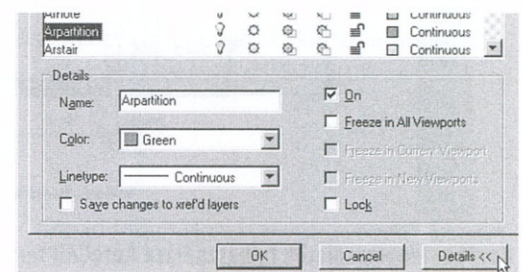 Arnote Continuous
Arpartition Continuous
Arstair Continuous
Details
Name: Arpartition
On
Freeze in All Viewports
Color: Green
Freeze in Current Viewport
Linetype: Continuous
Freeze in New Viewports
Save changes to xref'd layers
Lock
OK Cancel Details <<